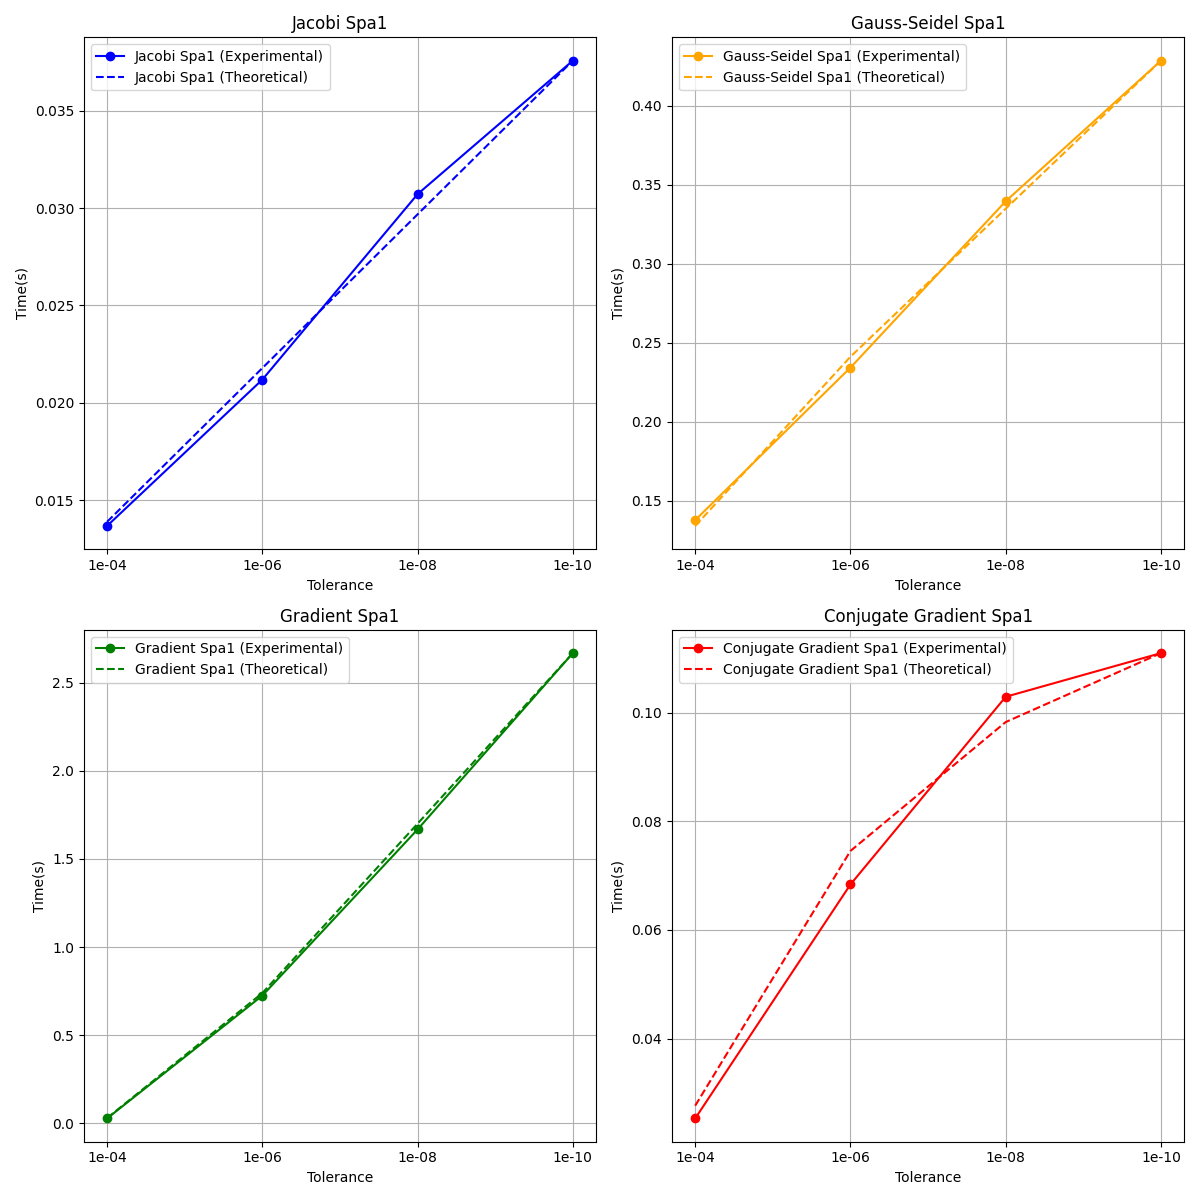 Jacobi Spa1
Jacobi Spa1 (Experimental)
Jacobi Spa1 (Theoretical)
0.035
0.030
0.025
0.020
0.015
Time(s)
1e-04 1e-06 1e-08 1e-10
Tolerance
Gauss-Seidel Spa1
Gauss-Seidel Spa1 (Experimental)
Gauss-Seidel Spa1 (Theoretical)
0.40
0.35
0.30
0.25
0.20
0.15
Time(s)
1e-04 1e-06 1e-08 1e-10
Tolerance
Gradient Spa1
Gradient Spa1 (Experimental)
Gradient Spa1 (Theoretical)
2.5
2.0
1.5
1.0
0.5
0.0
Time(s)
1e-04 1e-06 1e-08 1e-10
Tolerance
Conjugate Gradient Spa1
Conjugate Gradient Spa1 (Experimental)
Conjugate Gradient Spa1 (Theoretical)
0.10
0.08
0.06
0.04
Time(s)
1e-04 1e-06 1e-08 1e-10
Tolerance